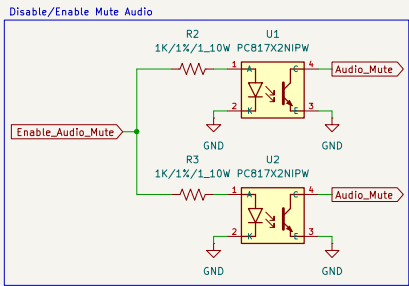 Disable/Enable Mute Audio
R2
U1
1K/1%/1_10W PC817X2NIPW
1 A C 4
Audio_Mute
2 K E 3
GND GND
Enable_Audio_Mute
R3
U2
1K/1%/1_10W PC817X2NIPW
1 A C 4
Audio_Mute
2 K E 3
GND GND